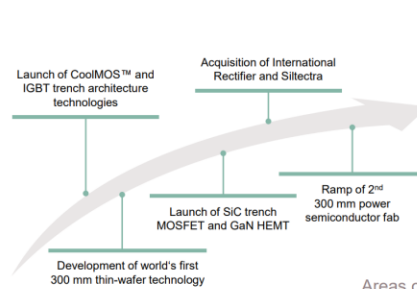 Launch of CoolMOS™ and
IGBT trench architecture
technologies
Acquisition of International
Rectifier and Siltectra
Ramp of 2nd
300 mm power
semiconductor fab
Launch of SiC trench
MOSFET and GaN HEMT
Development of world's first
300 mm thin-wafer technology
Areas